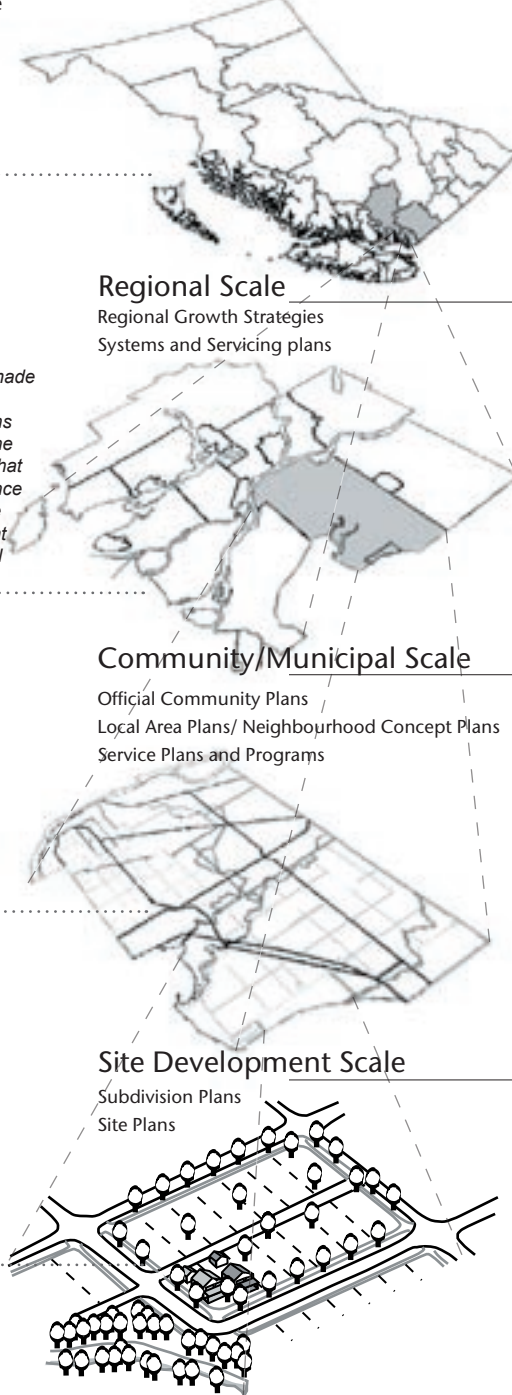 Regional Scale
Regional Growth Strategies
Systems and Servicing plans
Community/Municipal Scale
Official Community Plans
Local Area Plans/ Neighbourhood Concept Plans
Service Plans and Programs
Site Development Scale
Subdivision Plans
Site Plans